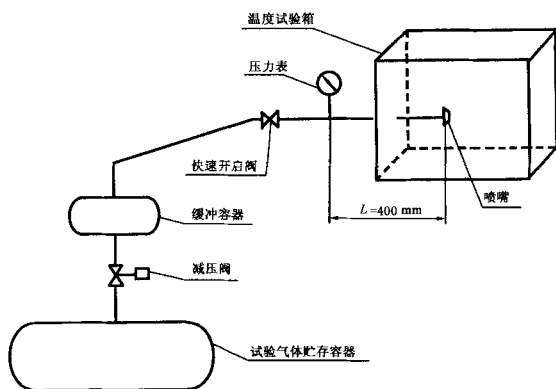 温度试验箱
压力表
快速开启阀
喷嘴
L=400 mm
缓冲容器
减压阀
试验气体贮存容器